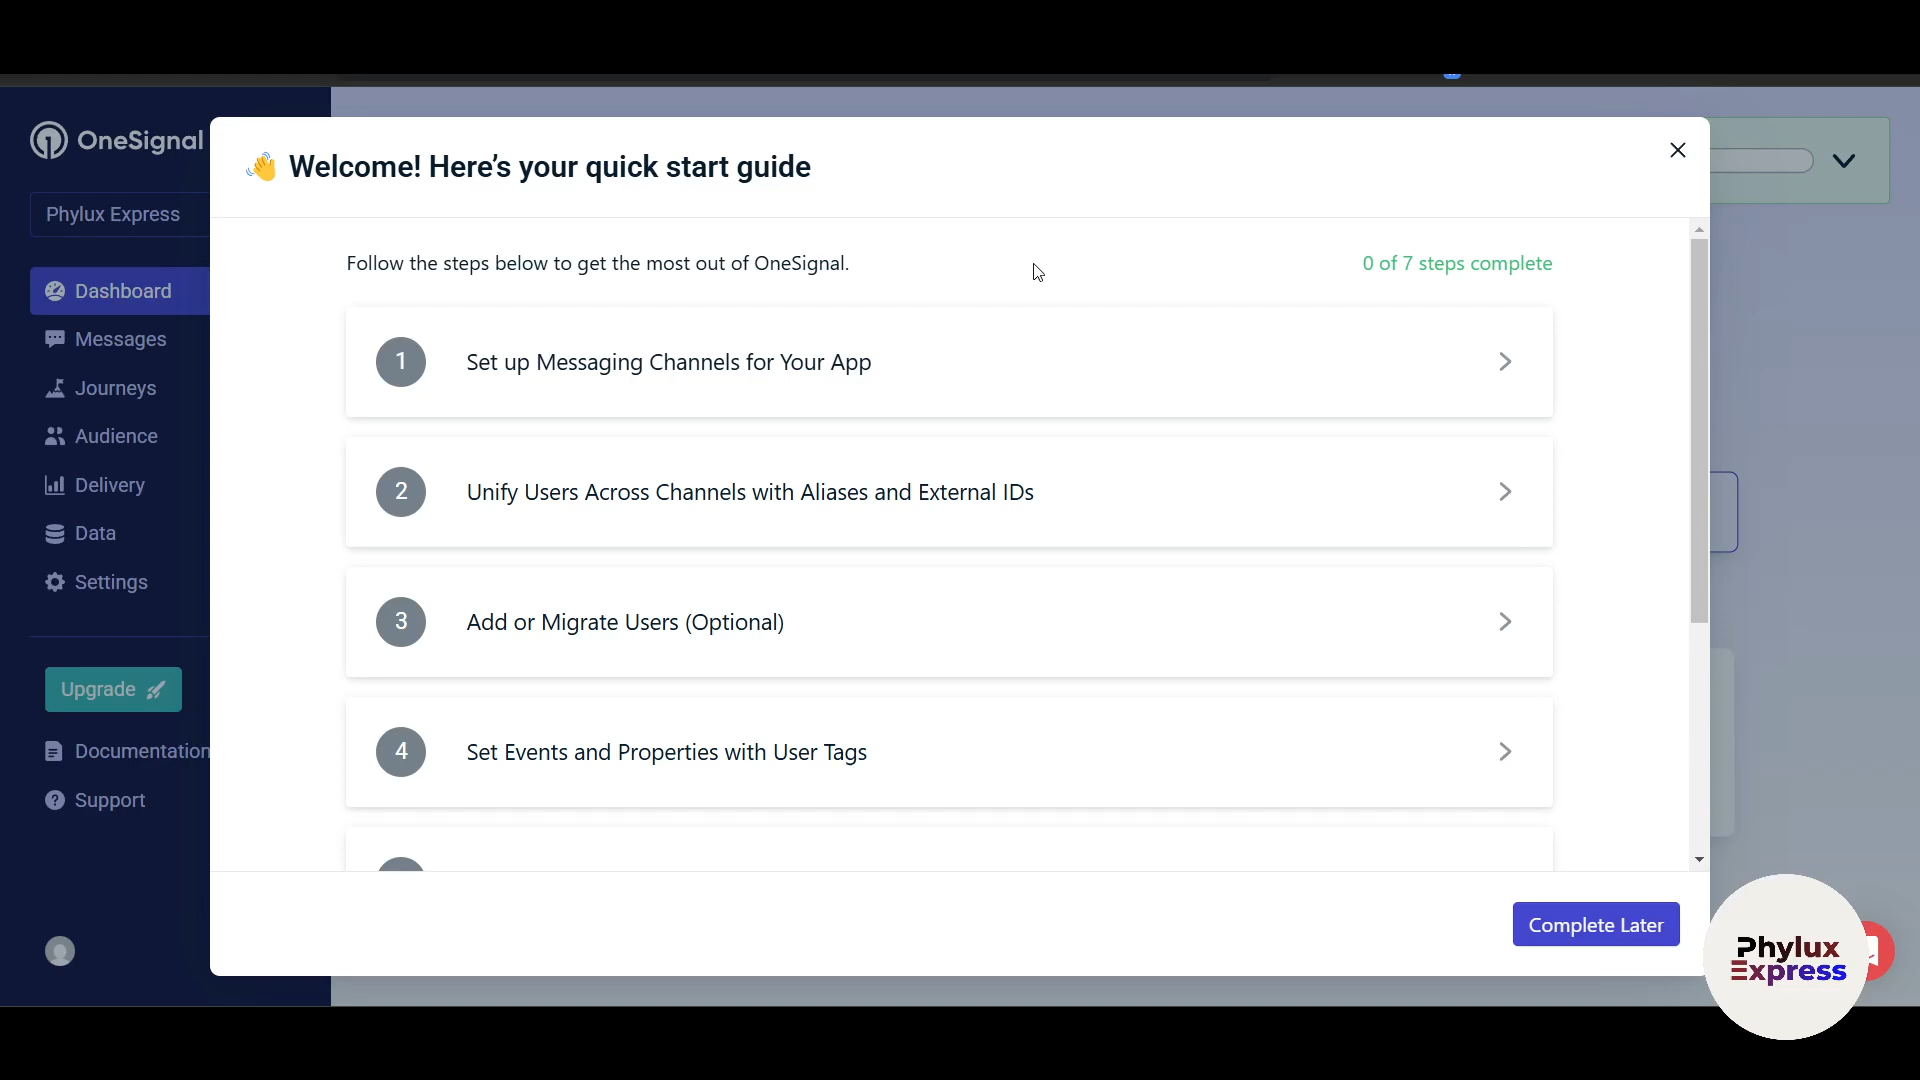 OneSignal
Phylux Express
Dashboard
Messages
Journeys
Audience
Delivery
Data
Settings
Upgrade
Documentation
Support
👋 Welcome! Here’s your quick start guide
Follow the steps below to get the most out of OneSignal.
0 of 7 steps complete
1 Set up Messaging Channels for Your App
2 Unify Users Across Channels with Aliases and External IDs
3 Add or Migrate Users (Optional)
4 Set Events and Properties with User Tags
Complete Later
Phylux
Express